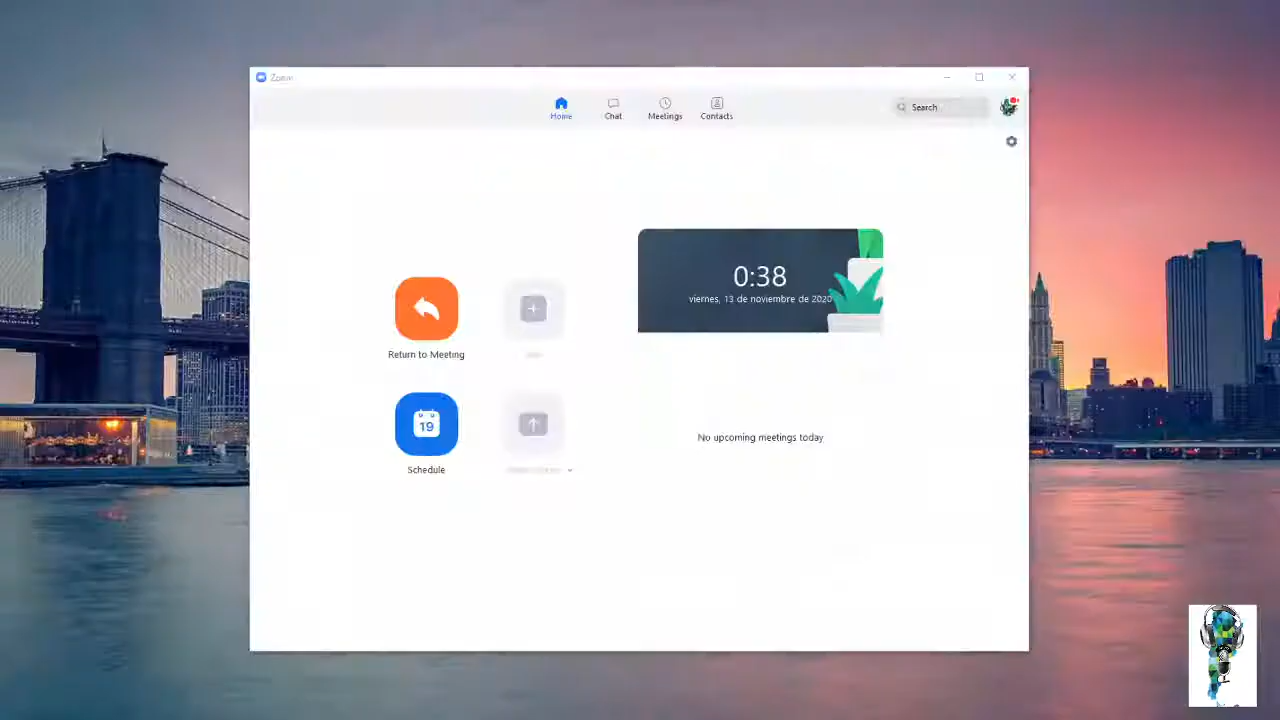 Zoom
Home
Chat
Meetings
Contacts
Search
0:38
viernes, 13 de noviembre de 2020
Return to Meeting
19
Schedule
No upcoming meetings today